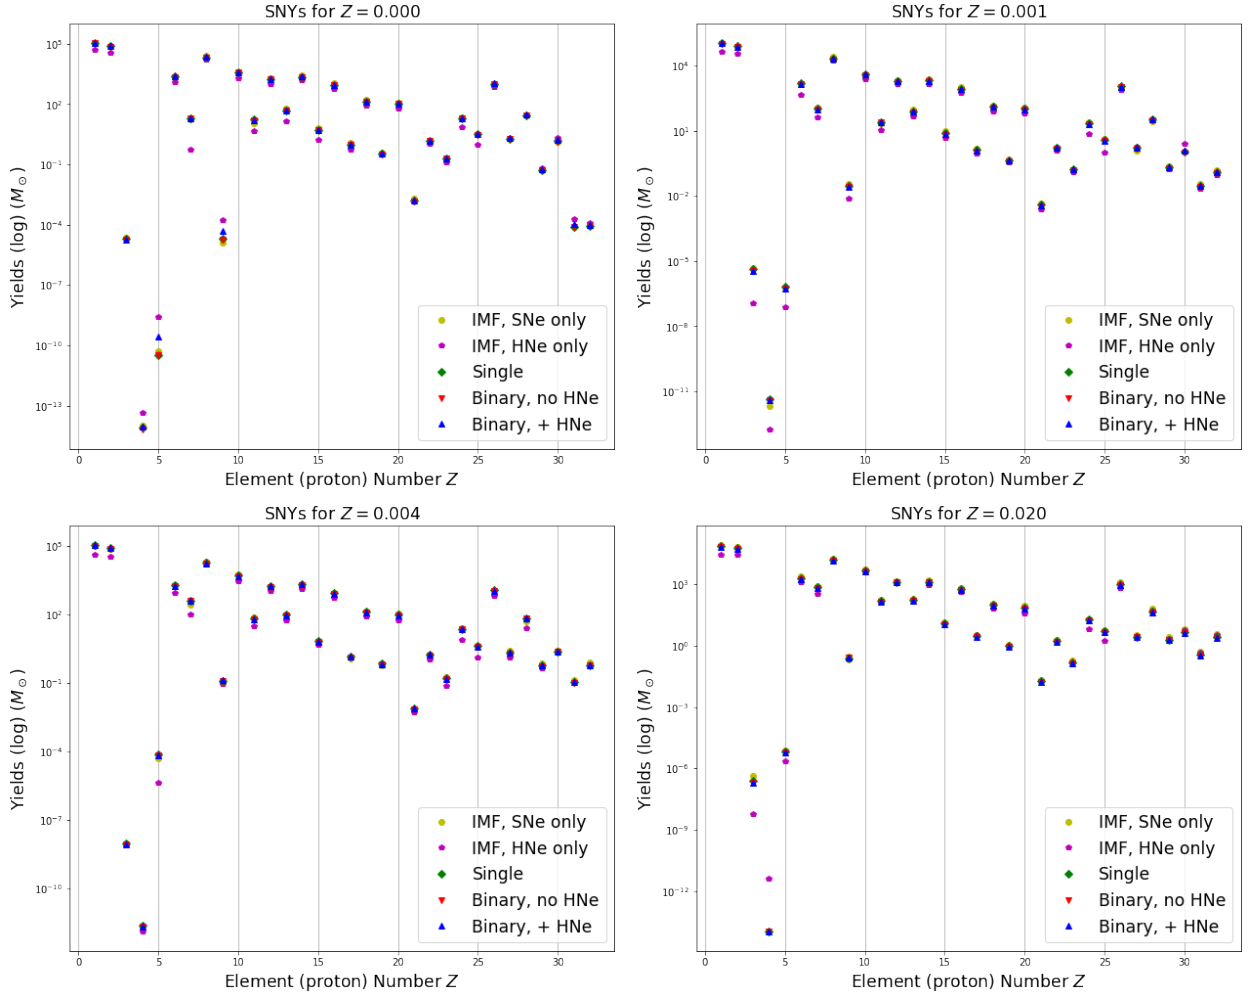 SNYs for Z = 0.000
Yields (log) (M⊙)
10^5
10^2
10^-1
10^-4
10^-7
10^-10
10^-13
IMF, SNe only
IMF, HNe only
Single
Binary, no HNe
Binary, + HNe
0 5 10 15 20 25 30
Element (proton) Number Z
SNYs for Z = 0.001
Yields (log) (M⊙)
10^4
10^1
10^-2
10^-5
10^-8
10^-11
IMF, SNe only
IMF, HNe only
Single
Binary, no HNe
Binary, + HNe
0 5 10 15 20 25 30
Element (proton) Number Z
SNYs for Z = 0.004
Yields (log) (M⊙)
10^5
10^2
10^-1
10^-4
10^-7
10^-10
IMF, SNe only
IMF, HNe only
Single
Binary, no HNe
Binary, + HNe
0 5 10 15 20 25 30
Element (proton) Number Z
SNYs for Z = 0.020
Yields (log) (M⊙)
10^3
10^0
10^-3
10^-6
10^-9
10^-12
IMF, SNe only
IMF, HNe only
Single
Binary, no HNe
Binary, + HNe
0 5 10 15 20 25 30
Element (proton) Number Z